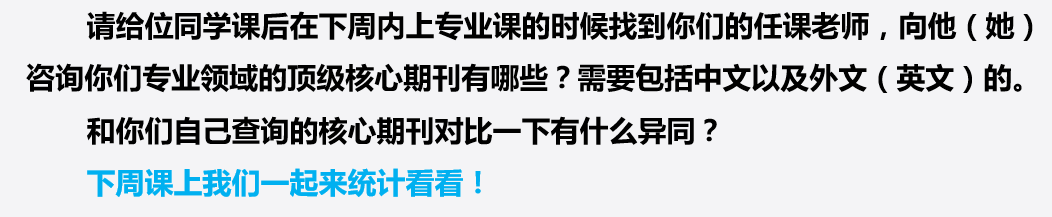 请给位同学课后在下周内上专业课的时候找到你们的任课老师，向他（她）
咨询你们专业领域的顶级核心期刊有哪些？需要包括中文以及外文（英文）的。
和你们自己查询的核心期刊对比一下有什么异同？
下周课上我们一起来统计看看！